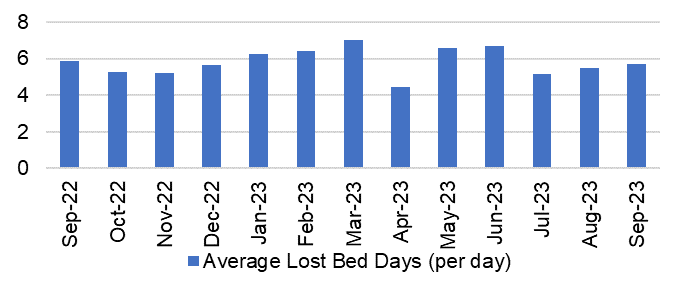 8
6
4
2
0
Sep-22
Oct-22
Nov-22
Dec-22
Jan-23
Feb-23
Mar-23
Apr-23
May-23
Jun-23
Jul-23
Aug-23
Sep-23
Average Lost Bed Days (per day)